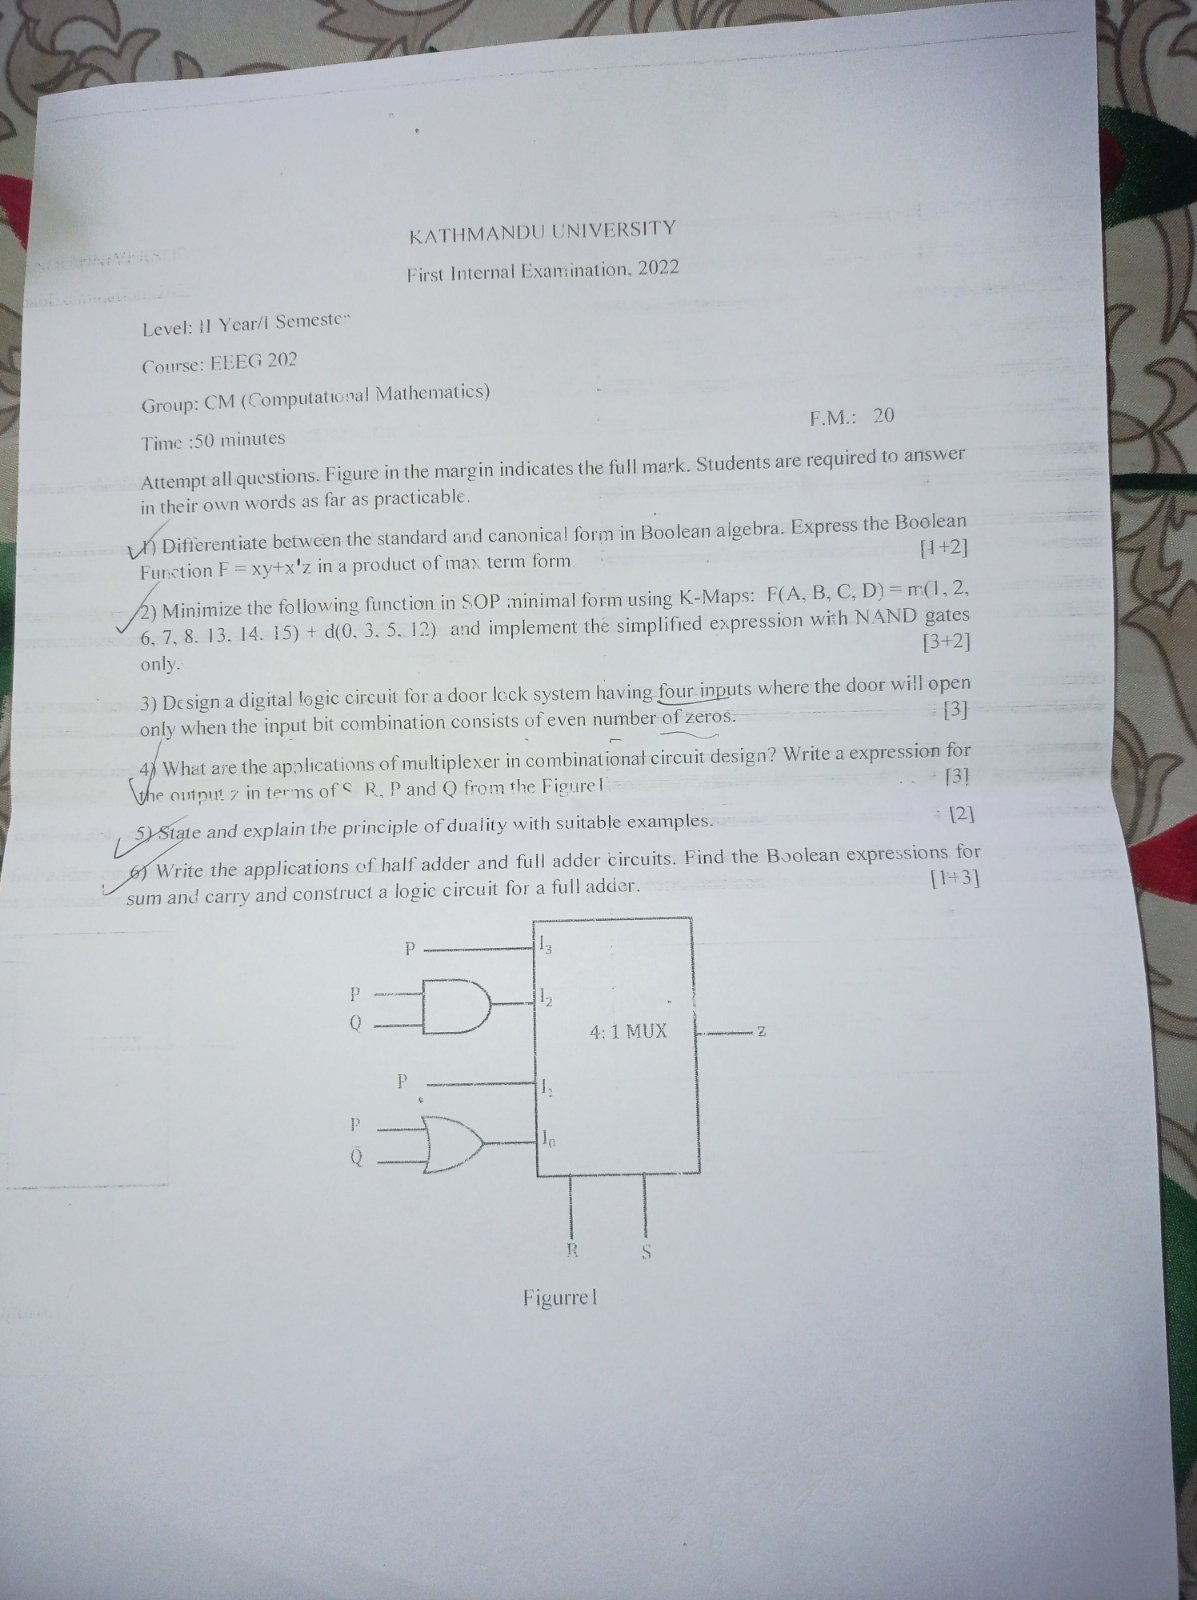 KATHMANDU UNIVERSITY
First Internal Examination, 2022
Level: II Year/I Semester
Course: EEEG 202
Group: CM (Computational Mathematics)
F.M.: 20
Time :50 minutes
Attempt all questions. Figure in the margin indicates the full mark. Students are required to answer
in their own words as far as practicable.
1) Differentiate between the standard and canonical form in Boolean algebra. Express the Boolean
Function F = xy+x'z in a product of max term form. [1+2]
2) Minimize the following function in SOP minimal form using K-Maps: F(A, B, C, D) = m(1, 2,
6, 7, 8, 13, 14, 15) + d(0, 3, 5, 12) and implement the simplified expression with NAND gates
only. [3+2]
3) Design a digital logic circuit for a door lock system having four inputs where the door will open
only when the input bit combination consists of even number of zeros. [3]
4) What are the applications of multiplexer in combinational circuit design? Write a expression for
the output z in terms of S R, P and Q from the Figure1 [3]
5) State and explain the principle of duality with suitable examples. [2]
6) Write the applications of half adder and full adder circuits. Find the Boolean expressions for
sum and carry and construct a logic circuit for a full adder. [1+3]
P I3
P I2
Q
4: 1 MUX z
P
P I0
Q̅
R S
Figurre1